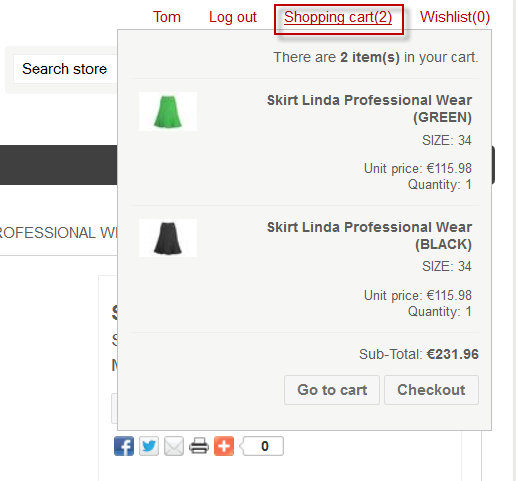 Tom Log out Shopping cart(2) Wishlist(0)
There are 2 item(s) in your cart.
Search store
Skirt Linda Professional Wear
(GREEN)
SIZE: 34
Unit price: €115.98
Quantity: 1
Skirt Linda Professional Wear
(BLACK)
SIZE: 34
Unit price: €115.98
Quantity: 1
Sub-Total: €231.96
Go to cart Checkout
0